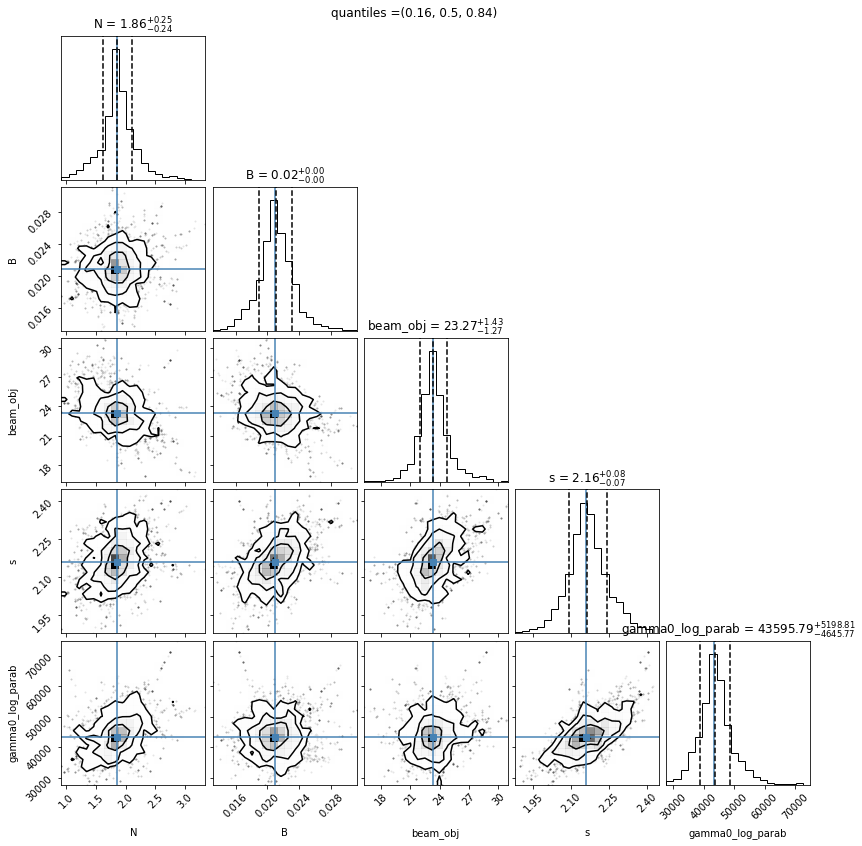 quantiles =(0.16, 0.5, 0.84)
N = 1.86+0.25−0.24
B = 0.02+0.00−0.00
0.028
0.024
0.020
0.016
B
beam_obj = 23.27+1.43−1.27
30
27
24
21
18
beam_obj
s = 2.16+0.08−0.07
2.40
2.25
2.10
1.95
s
gamma0_log_parab = 43595.79+5198.81−4645.77
70000
60000
50000
40000
30000
gamma0_log_parab
1.0 1.5 2.0 2.5 3.0
0.016 0.020 0.024 0.028
18 21 24 27 30
1.95 2.10 2.25 2.40
30000 40000 50000 60000 70000
N B beam_obj s gamma0_log_parab